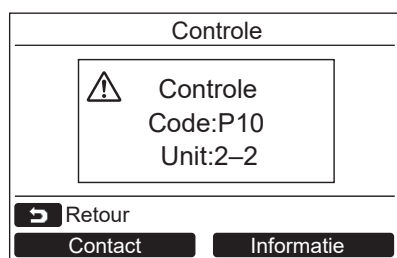 Controle
Controle
Code:P10
Unit:2–2
Retour
Contact Informatie